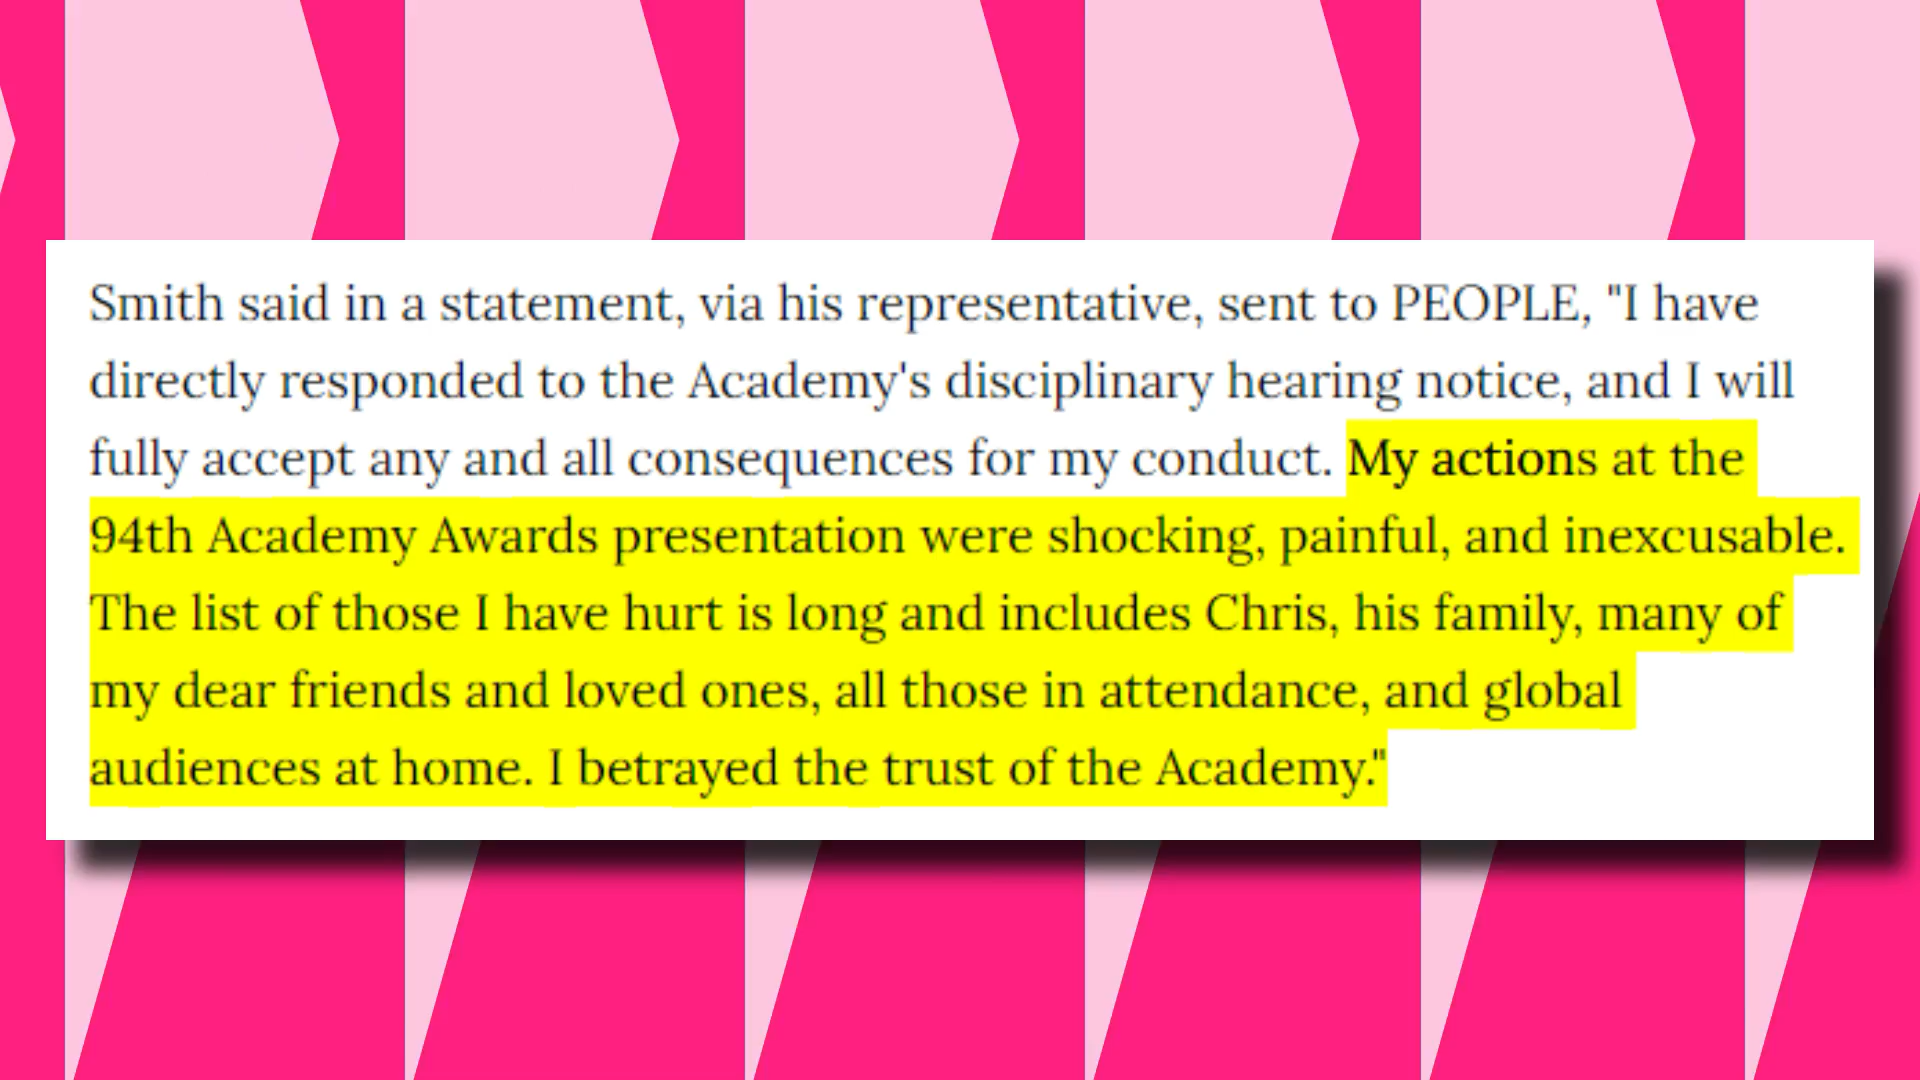 Smith said in a statement, via his representative, sent to PEOPLE, "I have
directly responded to the Academy's disciplinary hearing notice, and I will
fully accept any and all consequences for my conduct. My actions at the
94th Academy Awards presentation were shocking, painful, and inexcusable.
The list of those I have hurt is long and includes Chris, his family, many of
my dear friends and loved ones, all those in attendance, and global
audiences at home. I betrayed the trust of the Academy."